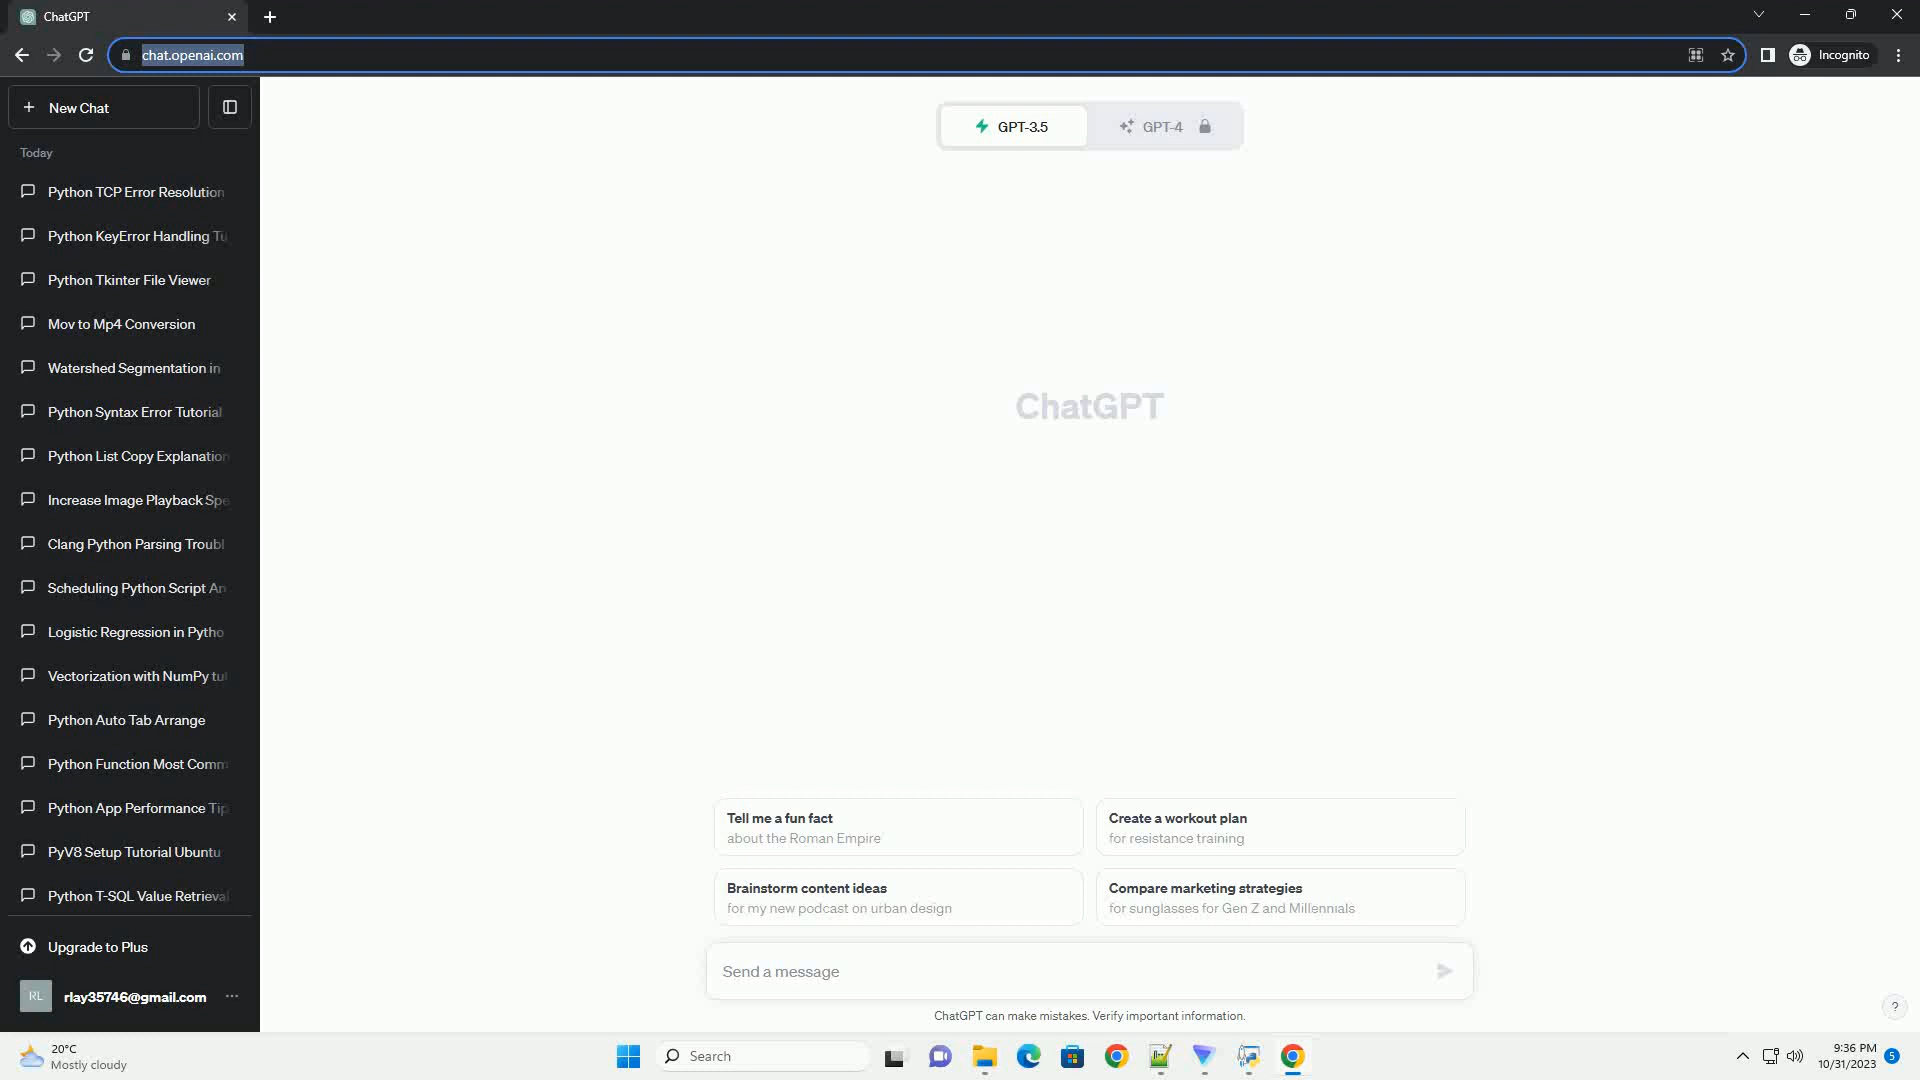 ChatGPT
chat.openai.com
Incognito
New Chat
GPT-3.5
GPT-4
Today
Python TCP Error Resolution
Python KeyError Handling Tu
Python Tkinter File Viewer
Mov to Mp4 Conversion
Watershed Segmentation in
Python Syntax Error Tutorial
Python List Copy Explanation
Increase Image Playback Spe
Clang Python Parsing Troubl
Scheduling Python Script An
Logistic Regression in Pytho
Vectorization with NumPy tut
Python Auto Tab Arrange
Python Function Most Comm
Python App Performance Tip
PyV8 Setup Tutorial Ubuntu
Python T-SQL Value Retrieval
Upgrade to Plus
RL
rlay35746@gmail.com
ChatGPT
Tell me a fun fact
about the Roman Empire
Create a workout plan
for resistance training
Brainstorm content ideas
for my new podcast on urban design
Compare marketing strategies
for sunglasses for Gen Z and Millennials
Send a message
ChatGPT can make mistakes. Verify important information.
?
20°C
Mostly cloudy
Search
9:36 PM
10/31/2023
5